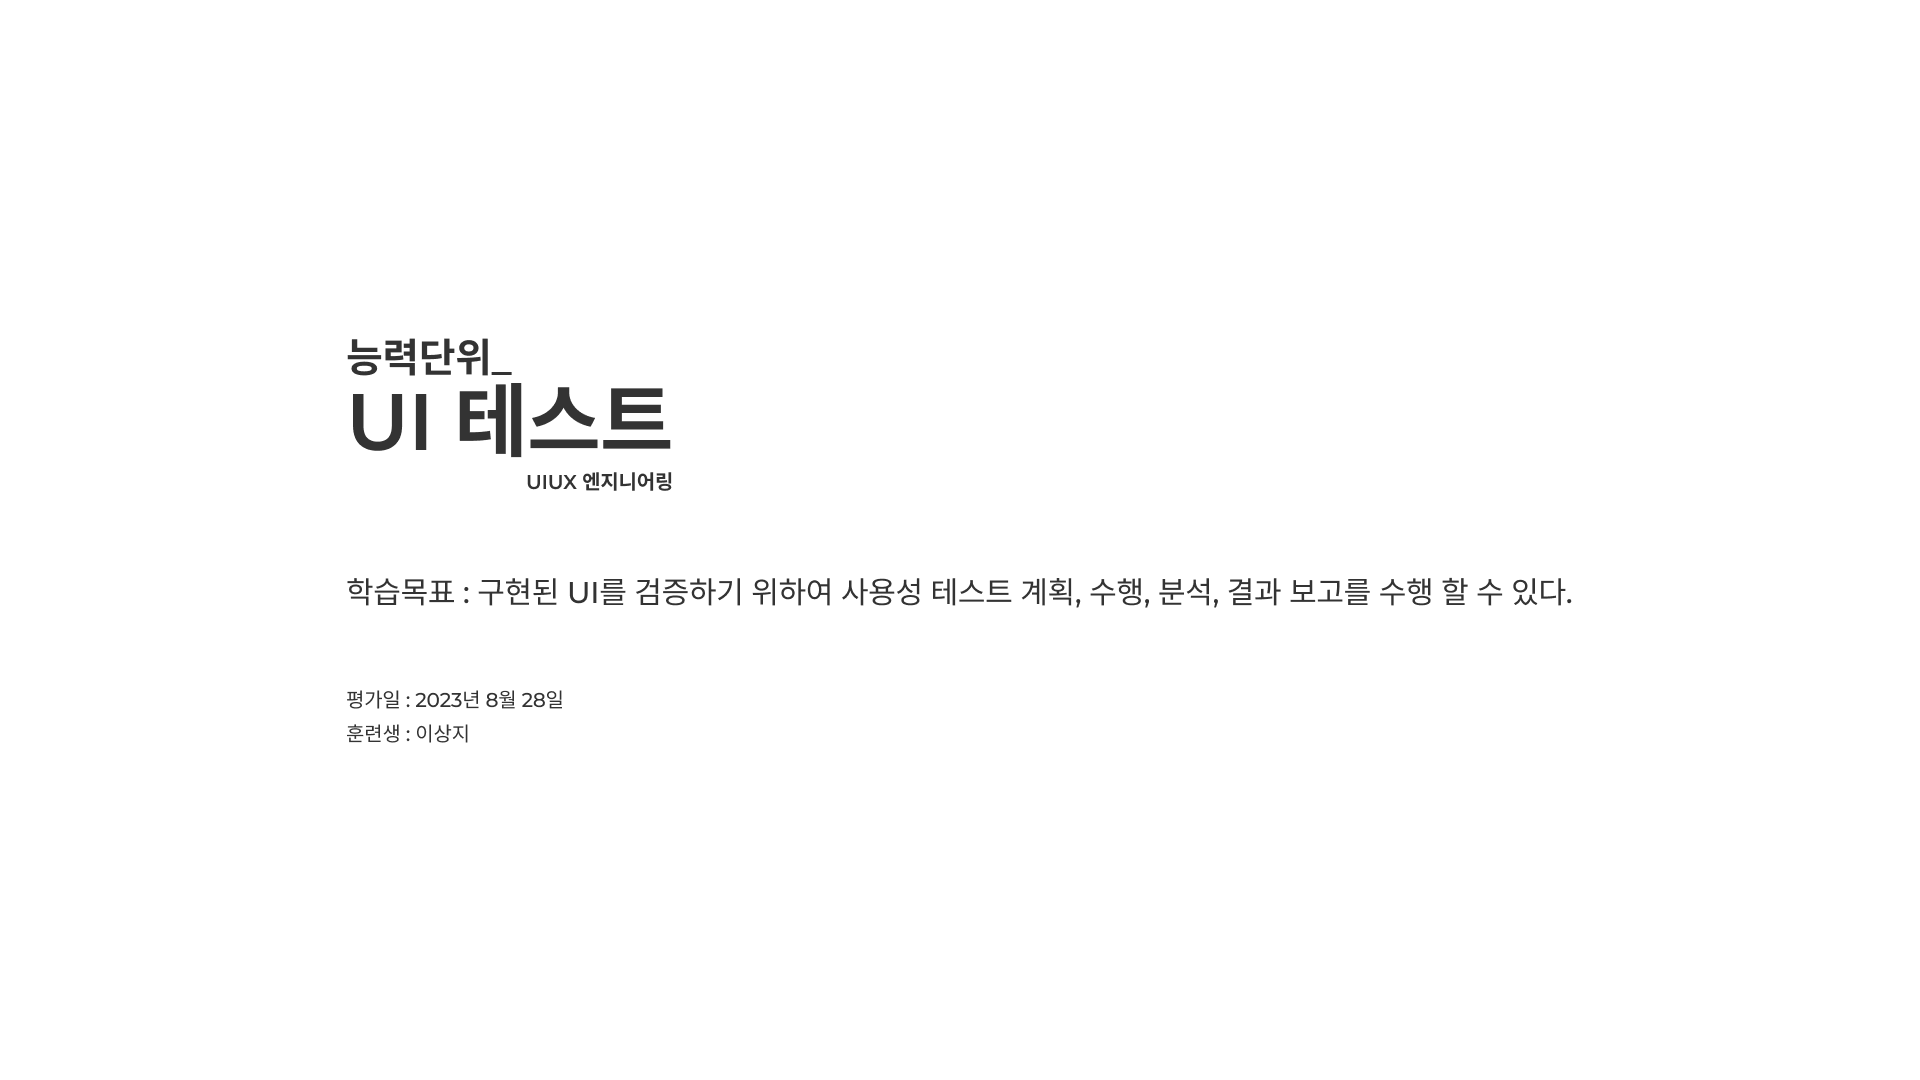 능력단위_
UI 테스트
UIUX 엔지니어링
학습목표 : 구현된 UI를 검증하기 위하여 사용성 테스트 계획, 수행, 분석, 결과 보고를 수행 할 수 있다.
평가일 : 2023년 8월 28일
훈련생 : 이상지